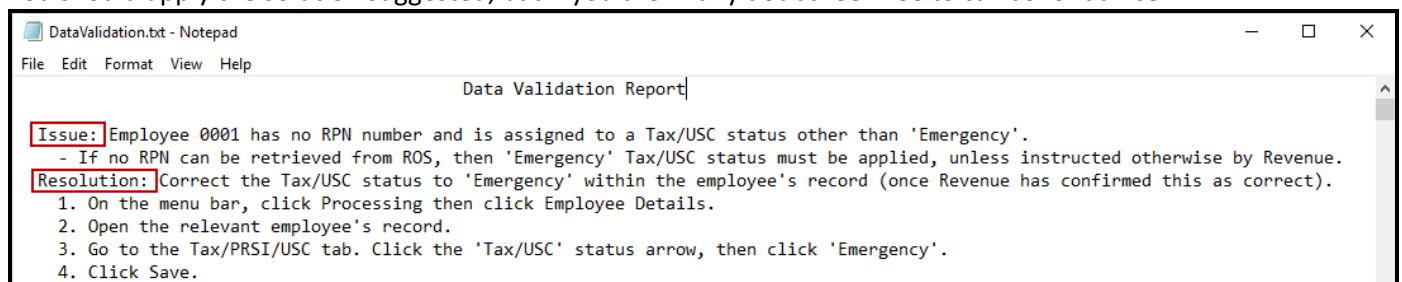 DataValidation.txt - Notepad
File Edit Format View Help
Data Validation Report
Issue: Employee 0001 has no RPN number and is assigned to a Tax/USC status other than 'Emergency'.
- If no RPN can be retrieved from ROS, then 'Emergency' Tax/USC status must be applied, unless instructed otherwise by Revenue.
Resolution: Correct the Tax/USC status to 'Emergency' within the employee's record (once Revenue has confirmed this as correct).
1. On the menu bar, click Processing then click Employee Details.
2. Open the relevant employee's record.
3. Go to the Tax/PRSI/USC tab. Click the 'Tax/USC' status arrow, then click 'Emergency'.
4. Click Save.